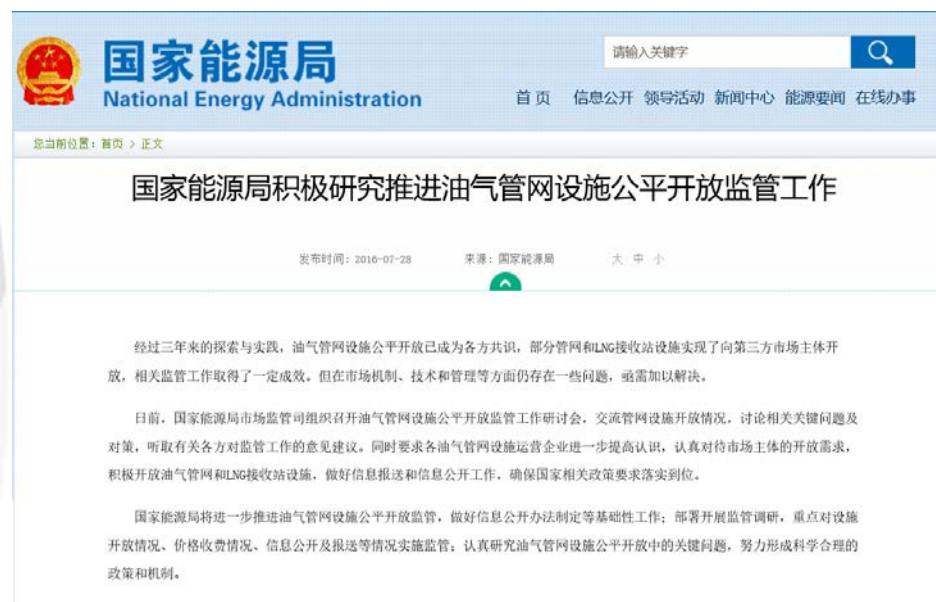 国家能源局
National Energy Administration
请输入关键字
首页 信息公开 领导活动 新闻中心 能源要闻 在线办事
您当前位置：首页 > 正文
国家能源局积极研究推进油气管网设施公平开放监管工作
发布时间：2016-07-28 来源：国家能源局 大 中 小
经过三年来的探索与实践，油气管网设施公平开放已成为各方共识，部分管网和LNG接收站设施实现了向第三方市场主体开
放，相关监管工作取得了一定成效。但在市场机制、技术和管理等方面仍存在一些问题，亟需加以解决。
日前，国家能源局市场监管司组织召开油气管网设施公平开放监管工作研讨会，交流管网设施开放情况，讨论相关关键问题及
对策，听取有关各方对监管工作的意见建议。同时要求各油气管网设施运营企业进一步提高认识，认真对待市场主体的开放需求，
积极开放油气管网和LNG接收站设施，做好信息报送和信息公开工作，确保国家相关政策要求落实到位。
国家能源局将进一步推进油气管网设施公平开放监管，做好信息公开办法制定等基础性工作；部署开展监管调研，重点对设施
开放情况、价格收费情况、信息公开及报送等情况实施监管；认真研究油气管网设施公平开放中的关键问题，努力形成科学合理的
政策和机制。